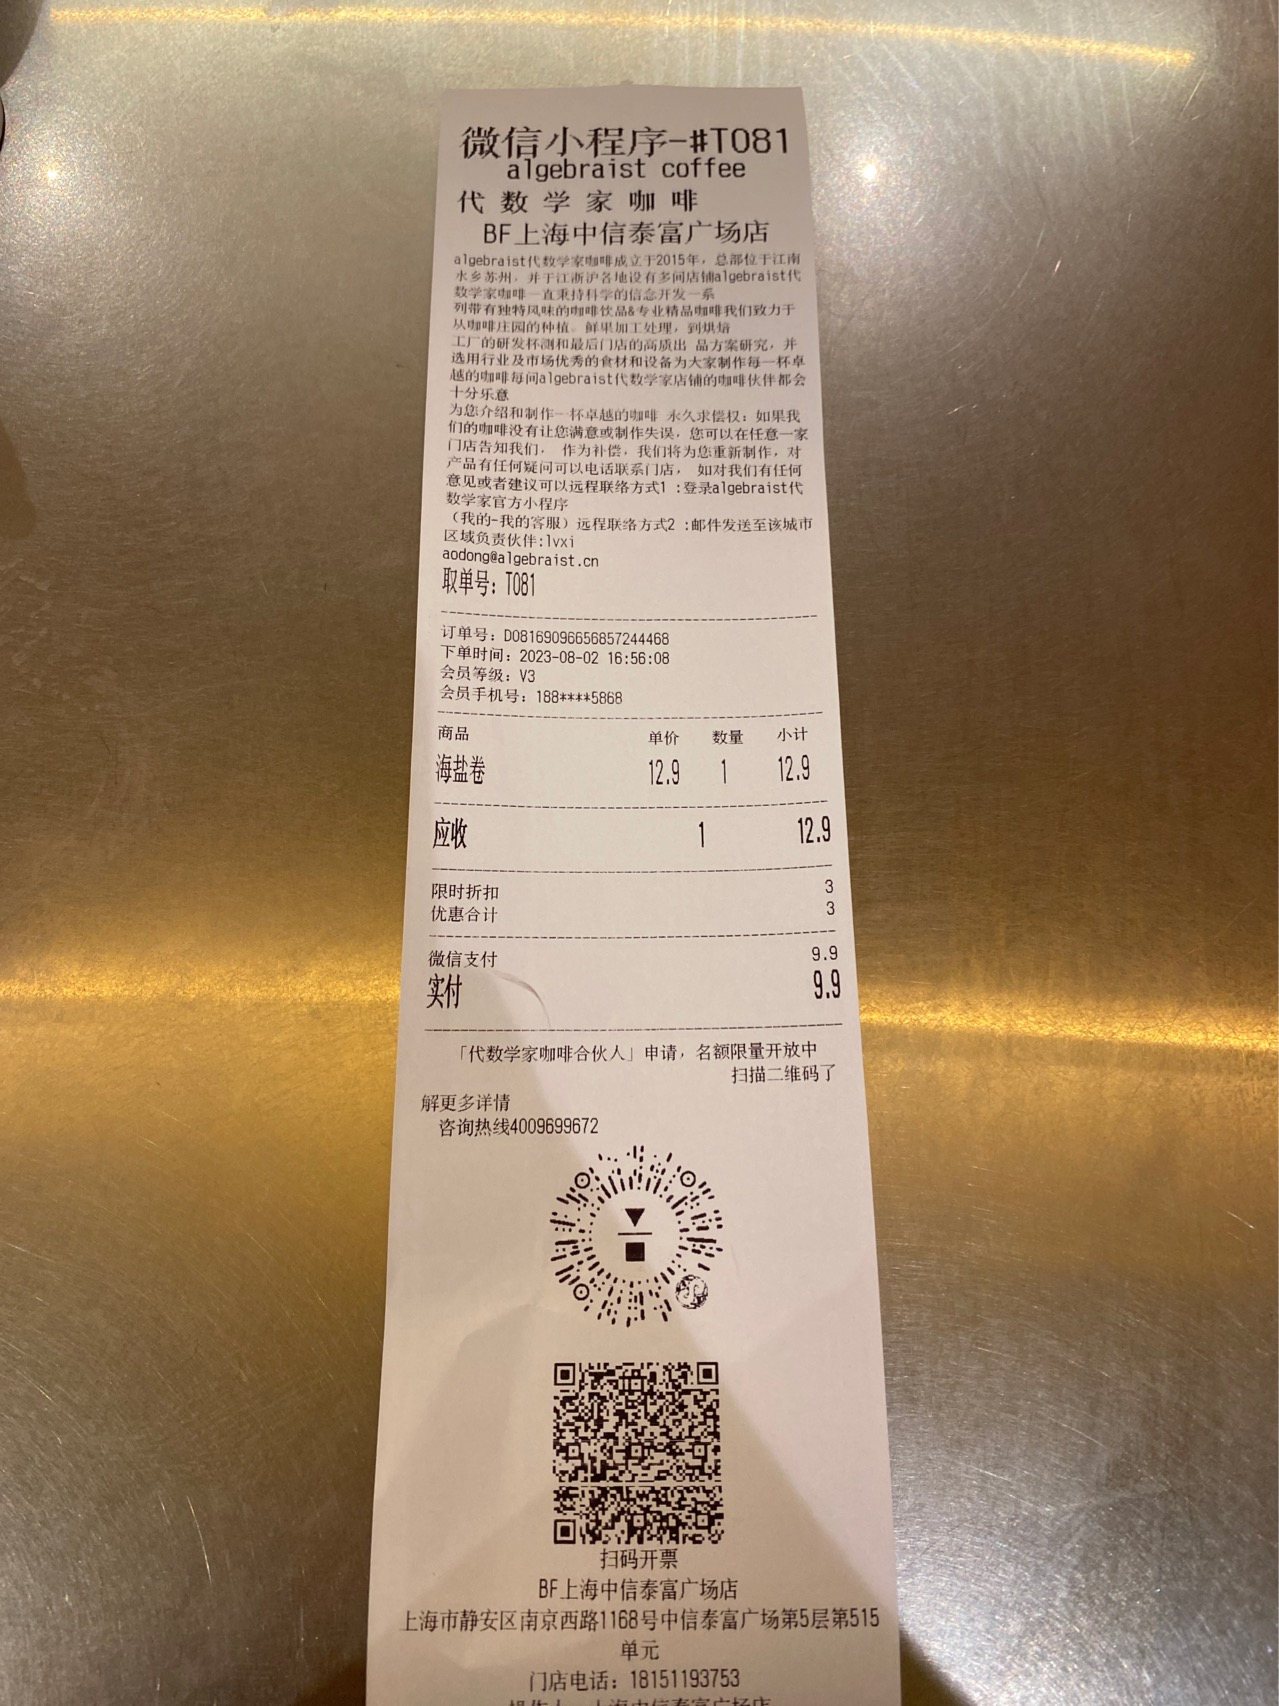 微信小程序-#T081
algebraist coffee
代数学家咖啡
BF上海中信泰富广场店
algebraist代数学家咖啡成立于2015年，总部位于江南
水乡苏州，并于江浙沪各地设有多间店铺algebraist代
数学家咖啡一直秉持科学的信念开发一系
列带有独特风味的咖啡饮品&专业精品咖啡我们致力于
从咖啡庄园的种植。鲜果加工处理，到烘焙
工厂的研发杯测和最后门店的高质出 品方案研究，并
选用行业及市场优秀的食材和设备为大家制作每一杯卓
越的咖啡每间algebraist代数学家店铺的咖啡伙伴都会
十分乐意
为您介绍和制作一杯卓越的咖啡 永久求偿权：如果我
们的咖啡没有让您满意或制作失误，您可以在任意一家
门店告知我们， 作为补偿，我们将为您重新制作，对
产品有任何疑问可以电话联系门店， 如对我们有任何
意见或者建议可以远程联络方式1 :登录algebraist代
数学家官方小程序
（我的-我的客服）远程联络方式2 :邮件发送至该城市
区域负责伙伴:lvxi
aodong@algebraist.cn
取单号：T081
订单号：D08169096656857244468
下单时间：2023-08-02 16:56:08
会员等级：V3
会员手机号：188****5868
商品 单价 数量 小计
海盐卷 12.9 1 12.9
应收 1 12.9
限时折扣 3
优惠合计 3
微信支付 9.9
实付 9.9
「代数学家咖啡合伙人」申请，名额限量开放中
扫描二维码了
解更多详情
咨询热线4009699672
扫码开票
BF上海中信泰富广场店
上海市静安区南京西路1168号中信泰富广场第5层第515
单元
门店电话：18151193753
操作人：上海中信泰富广场店